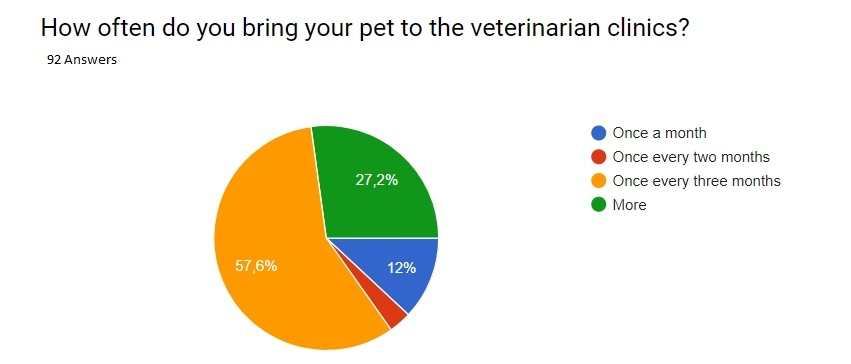 How often do you bring your pet to the veterinarian clinics?
92 Answers
Once a month
Once every two months
Once every three months
More
27,2%
57,6%
12%